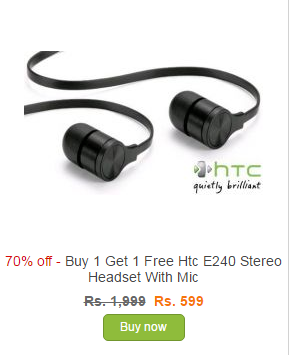 hTC
quietly brilliant
70% off - Buy 1 Get 1 Free Htc E240 Stereo
Headset With Mic
Rs. 1,999 Rs. 599
Buy now